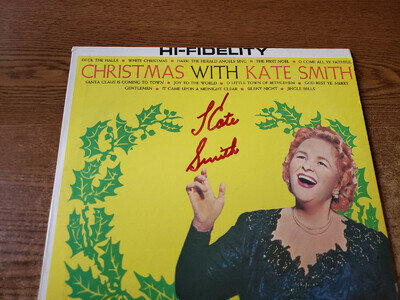 HI-FIDELITY
DECK THE HALLS ★ WHITE CHRISTMAS ★ HARK THE HERALD ANGELS SING ★ THE FIRST NOEL ★ O COME ALL YE FAITHFUL
CHRISTMAS WITH KATE SMITH
SANTA CLAUS IS COMING TO TOWN ★ JOY TO THE WORLD ★ O LITTLE TOWN OF BETHLEHEM ★ GOD REST YE MERRY
GENTLEMEN ★ IT CAME UPON A MIDNIGHT CLEAR ★ SILENT NIGHT ★ JINGLE BELLS
Kate
Smith